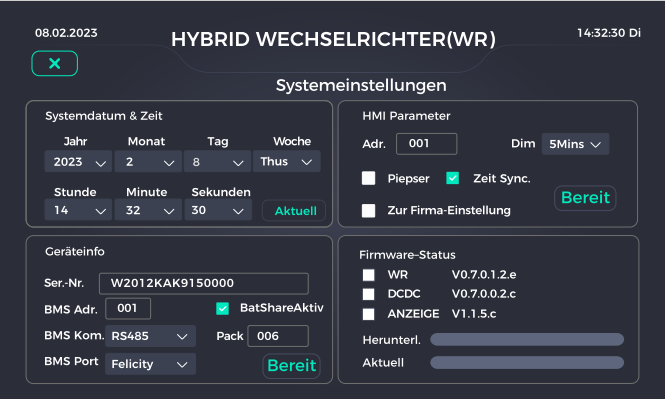 08.02.2023
HYBRID WECHSELRICHTER(WR)
14:32:30 Di
Systemeinstellungen
Systemdatum & Zeit
Jahr Monat Tag Woche
2023 2 8 Thus
Stunde Minute Sekunden
14 32 30 Aktuell
HMI Parameter
Adr. 001 Dim 5Mins
Piepser Zeit Sync.
Bereit
Zur Firma-Einstellung
Geräteinfo
Ser.-Nr. W2012KAK9150000
BMS Adr. 001 BatShareAktiv
BMS Kom. RS485 Pack 006
BMS Port Felicity Bereit
Firmware-Status
WR V0.7.0.1.2.e
DCDC V0.7.0.0.2.c
ANZEIGE V1.1.5.c
Herunterl.
Aktuell